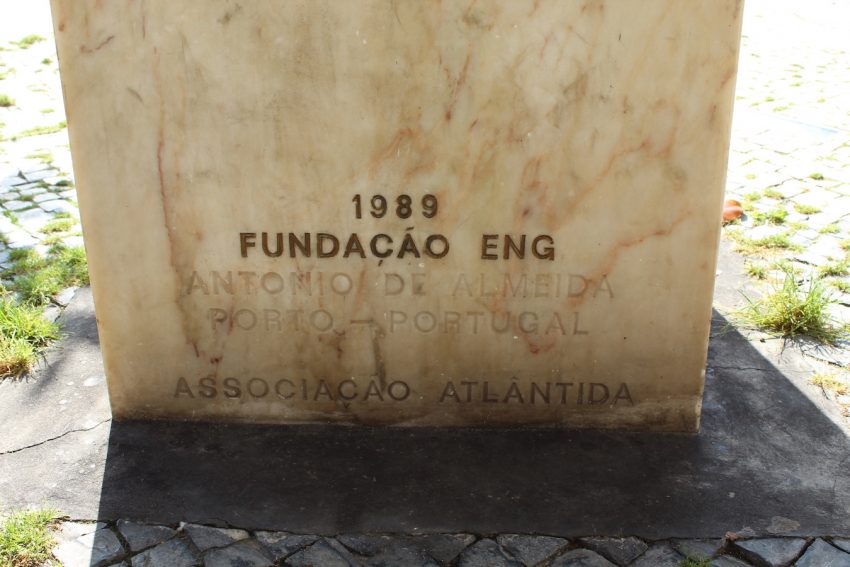 1989
FUNDAÇÃO ENG
ANTONIO DE ALMEIDA
PORTO — PORTUGAL
ASSOCIAÇÃO ATLÂNTIDA